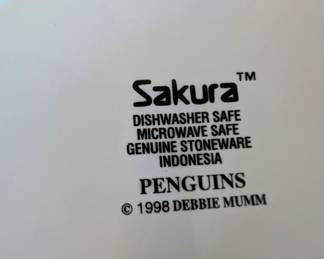 Sakura™
DISHWASHER SAFE
MICROWAVE SAFE
GENUINE STONEWARE
INDONESIA
PENGUINS
© 1998 DEBBIE MUMM